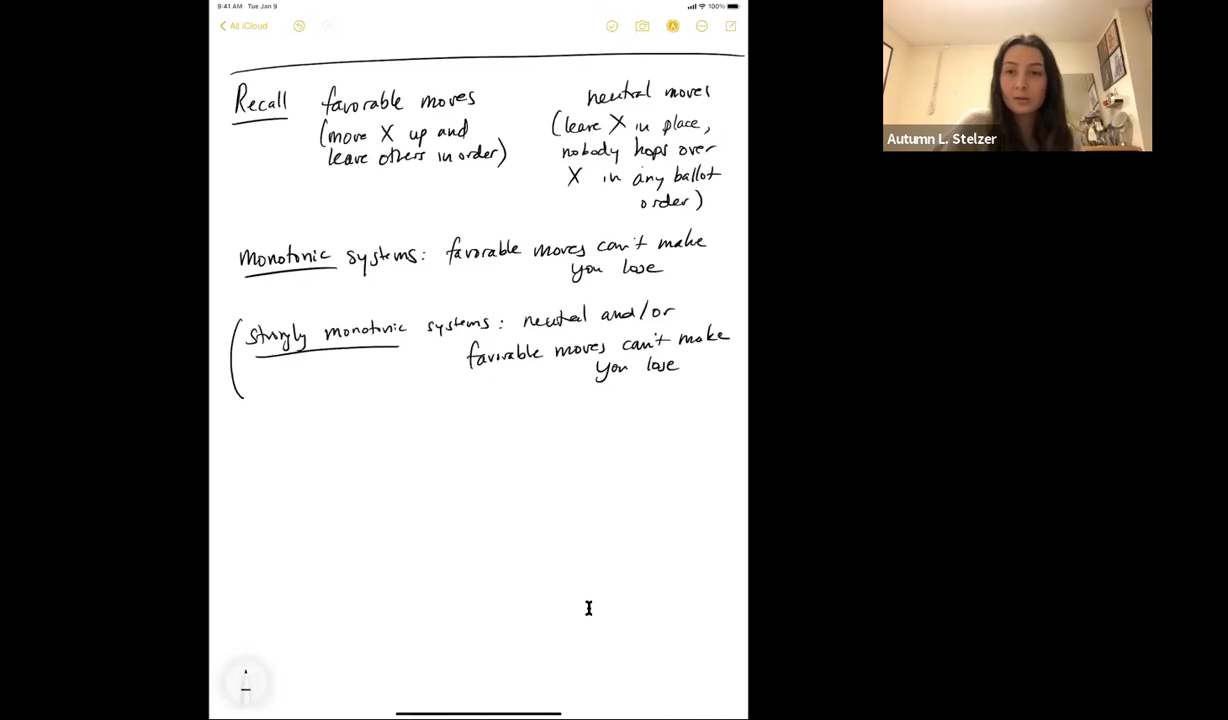 9:41 AM Tue Jan 9
100%
All iCloud
Recall
favorable moves
(move X up and
leave others in order)
neutral moves
(leave X in place,
nobody hops over
X in any ballot
order)
Monotonic systems: favorable moves can't make
you lose
(Strongly monotonic systems: neutral and/or
favorable moves can't make
you lose
Autumn L. Stelzer